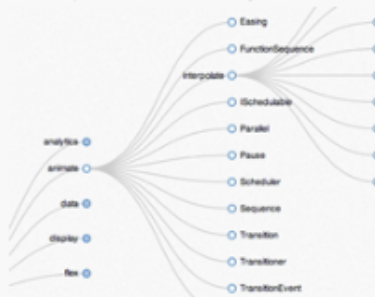 Easing
FunctionSequence
interpolate
ISchedulable
Parallel
analytics
Pause
animate
Scheduler
data
Sequence
display
Transition
Transitioner
flex
TransitionEvent